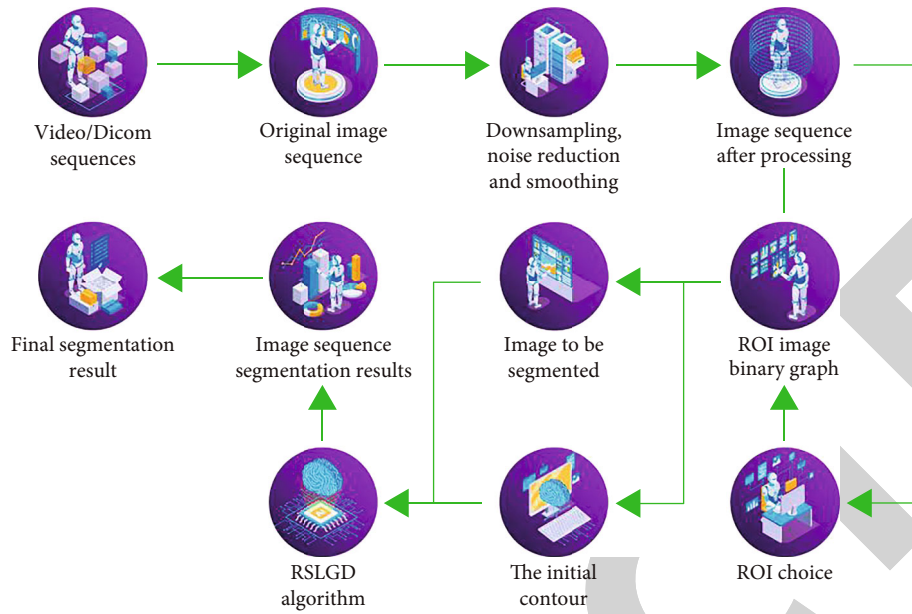 Video/Dicom
sequences
Original image
sequence
Downsampling,
noise reduction
and smoothing
Image sequence
after processing
Final segmentation
result
Image sequence
segmentation results
Image to be
segmented
ROI image
binary graph
RSLGD
algorithm
The initial
contour
ROI choice